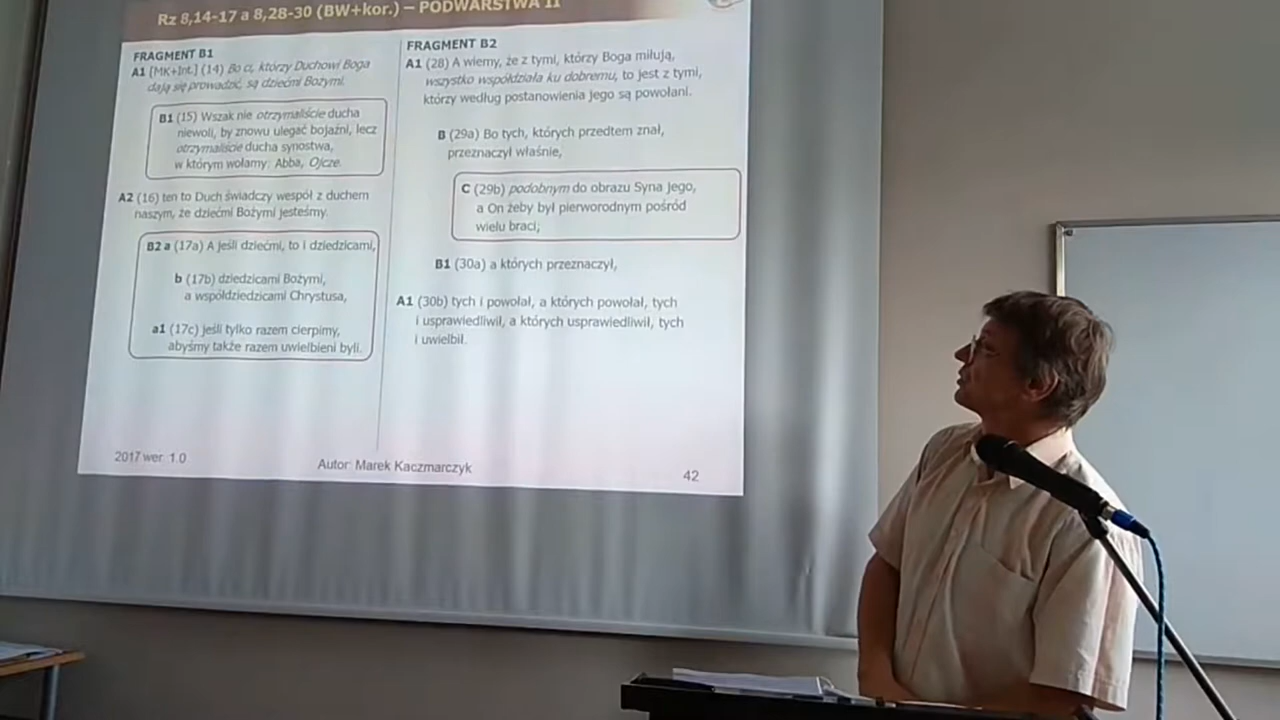 Rz 8,14-17 a 8,28-30 (BW+kor.) – PODWARSTWA II
FRAGMENT B1
A1 [MK+Int.] (14) Bo ci, którzy Duchowi Boga
dają się prowadzić, są dziećmi Bożymi.
B1 (15) Wszak nie otrzymaliście ducha
niewoli, by znowu ulegać bojaźni, lecz
otrzymaliście ducha synostwa,
w którym wołamy: Abba, Ojcze.
A2 (16) ten to Duch świadczy wespół z duchem
naszym, że dziećmi Bożymi jesteśmy.
B2 a (17a) A jeśli dziećmi, to i dziedzicami,
b (17b) dziedzicami Bożymi,
a współdziedzicami Chrystusa,
a1 (17c) jeśli tylko razem cierpimy,
abyśmy także razem uwielbieni byli.
FRAGMENT B2
A1 (28) A wiemy, że z tymi, którzy Boga miłują,
wszystko współdziała ku dobremu, to jest z tymi,
którzy według postanowienia jego są powołani.
B (29a) Bo tych, których przedtem znał,
przeznaczył właśnie,
C (29b) podobnym do obrazu Syna jego,
a On żeby był pierworodnym pośród
wielu braci;
B1 (30a) a których przeznaczył,
A1 (30b) tych i powołał, a których powołał, tych
i usprawiedliwił, a których usprawiedliwił, tych
i uwielbił.
2017 wer. 1.0
Autor: Marek Kaczmarczyk
42